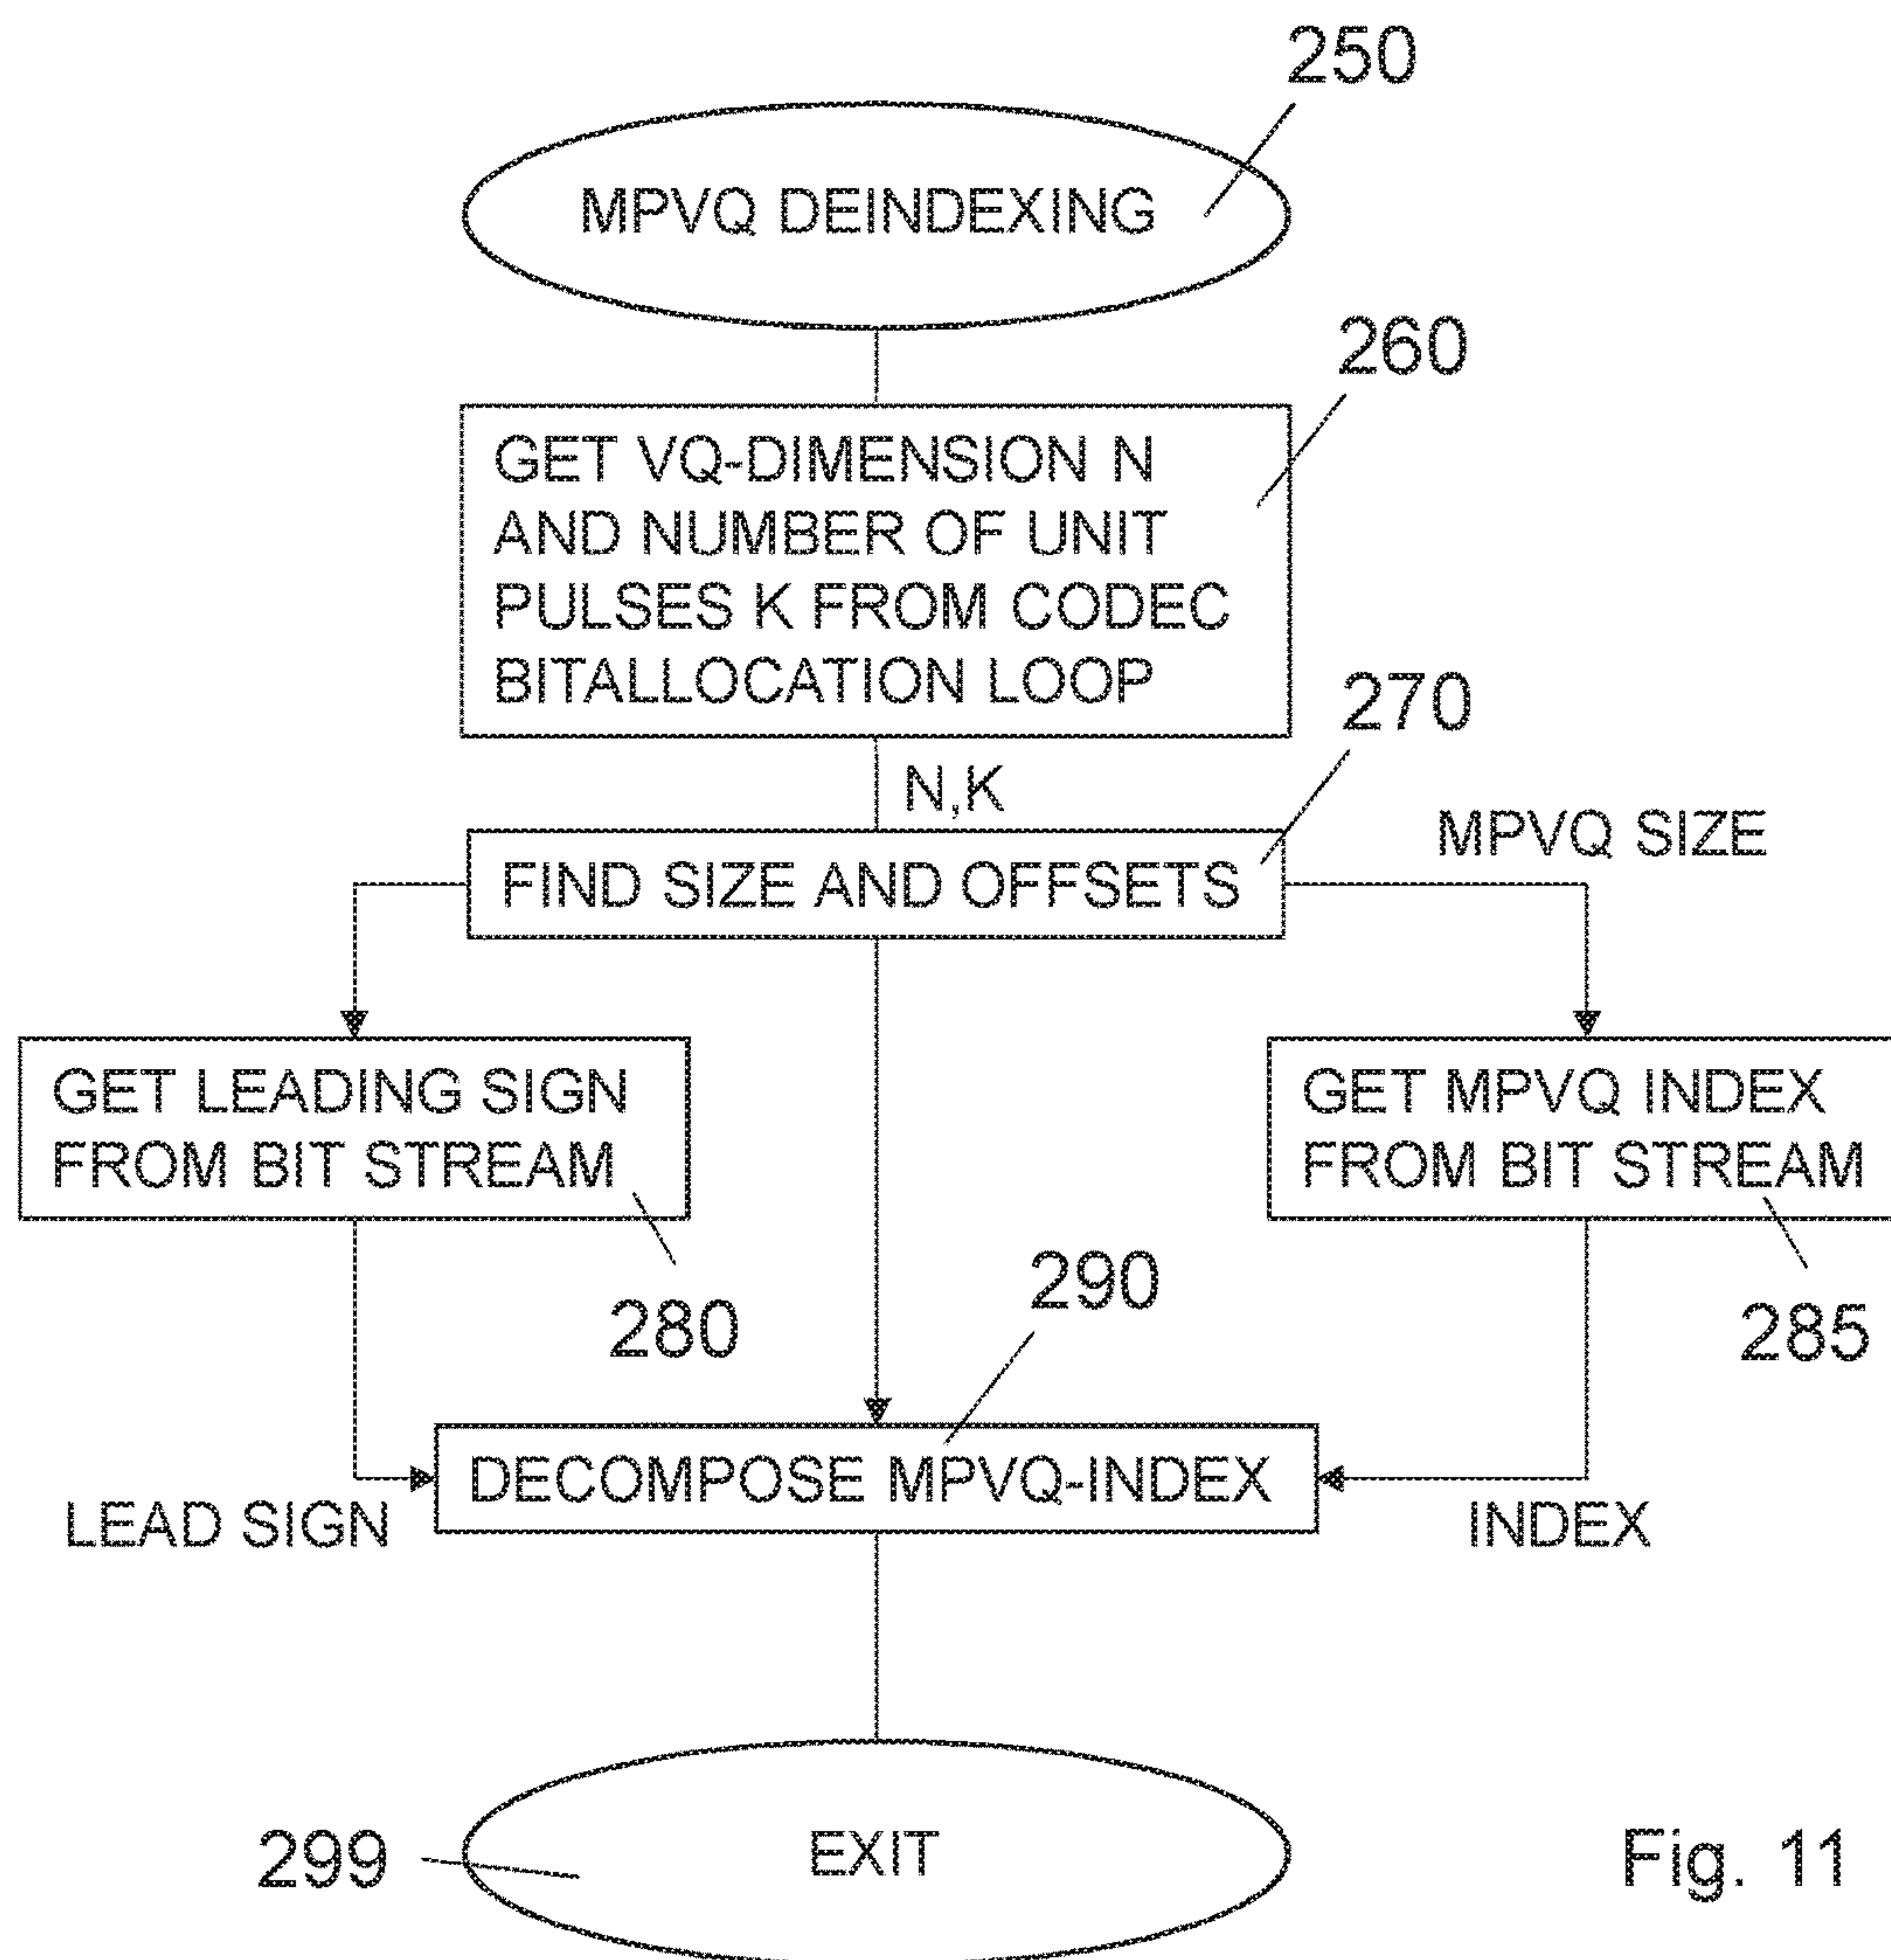 250
MPVQ DEINDEXING
260
GET VQ-DIMENSION N
AND NUMBER OF UNIT
PULSES K FROM CODEC
BITALLOCATION LOOP
270
N,K
MPVQ SIZE
FIND SIZE AND OFFSETS
GET LEADING SIGN
FROM BIT STREAM
GET MPVQ INDEX
FROM BIT STREAM
280
290
285
DECOMPOSE MPVQ-INDEX
LEAD SIGN
INDEX
299
EXIT
Fig. 11